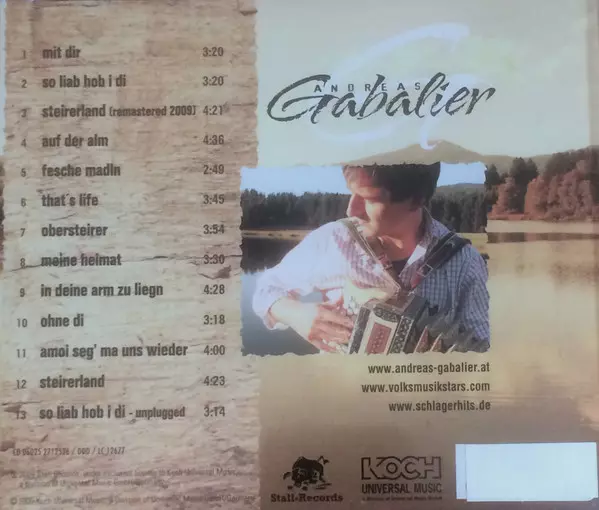 1 mit dir 3:20
2 so liab hob i di 3:20
3 steirerland (remastered 2009) 4:21
4 auf der alm 4:36
5 fesche madln 2:49
6 that´s life 3:45
7 obersteirer 3:54
8 meine heimat 3:30
9 in deine arm zu liegn 4:28
10 ohne di 3:18
11 amoi seg' ma uns wieder 4:00
12 steirerland 4:23
13 so liab hob i di - unplugged 3:14
ANDREAS
Gabalier
www.andreas-gabalier.at
www.volksmusikstars.com
www.schlagerhits.de
Stall-Records
KOCH
UNIVERSAL MUSIC